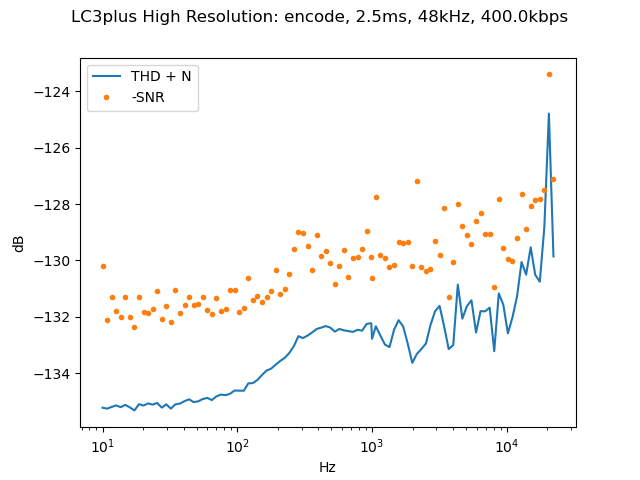 LC3plus High Resolution: encode, 2.5ms, 48kHz, 400.0kbps
THD + N
-SNR
dB
−124
−126
−128
−130
−132
−134
10¹
10²
10³
10⁴
Hz